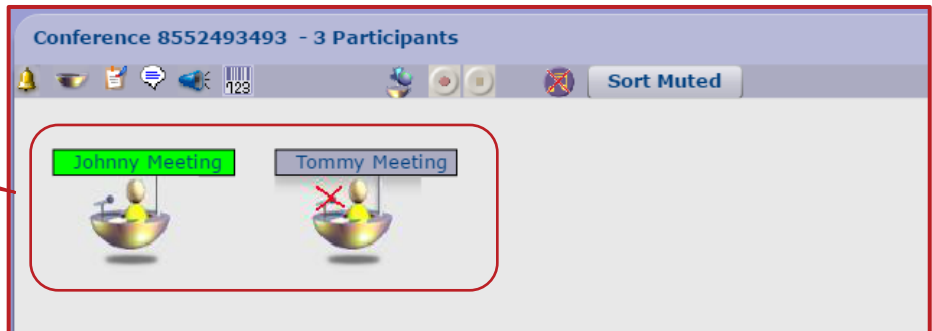 Conference 8552493493 - 3 Participants
123 Sort Muted
Johnny Meeting Tommy Meeting